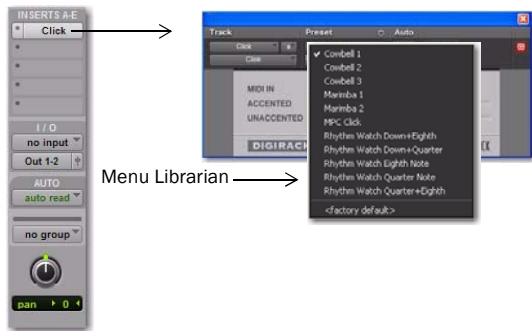 INSERTS A-E
Click
I / O
no input
Out 1-2
AUTO
auto read
no group
pan 0
Menu Librarian
Track Preset Auto
Click
Click
MIDI IN
ACCENTED
UNACCENTED
DIGIRACK
Cowbell 1
Cowbell 2
Cowbell 3
Marimba 1
Marimba 2
MPC Click
Rhythm Watch Down+Eighth
Rhythm Watch Down+Quarter
Rhythm Watch Eighth Note
Rhythm Watch Quarter Note
Rhythm Watch Quarter+Eighth
<factory default>